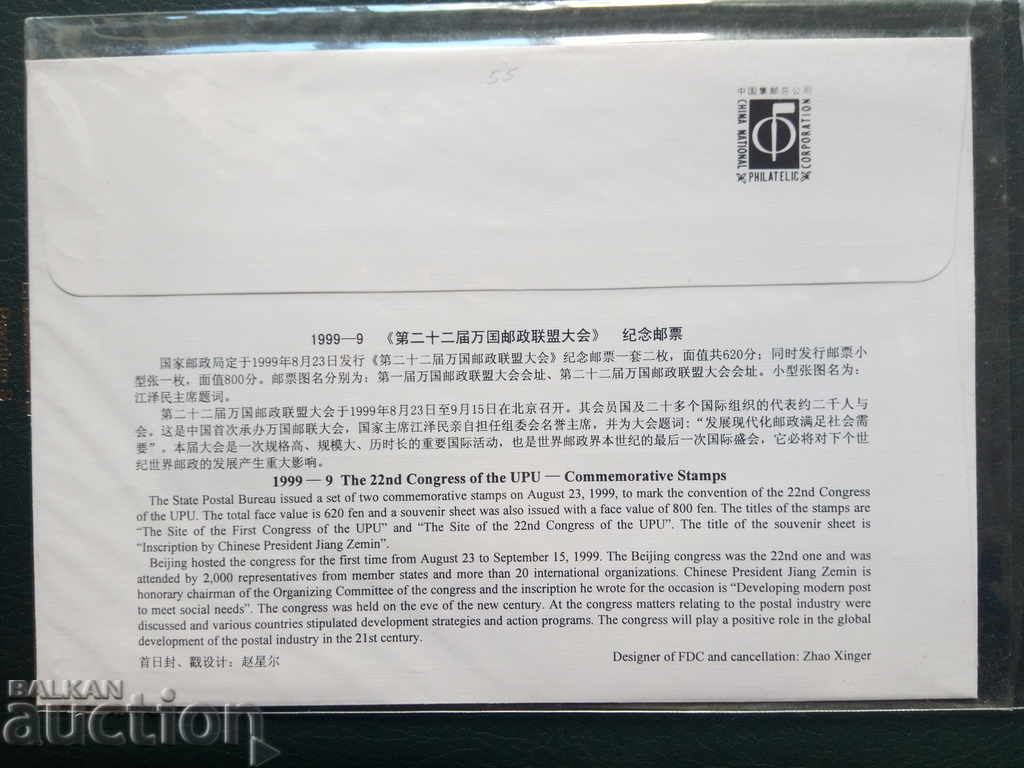 55
中国集邮总公司
CHINA NATIONAL
PHILATELIC
CORPORATION
1999—9 《第二十二届万国邮政联盟大会》 纪念邮票
国家邮政局定于1999年8月23日发行《第二十二届万国邮政联盟大会》纪念邮票一套二枚，面值共620分；同时发行邮票小
型张一枚，面值800分。邮票图名分别为：第一届万国邮政联盟大会会址、第二十二届万国邮政联盟大会会址。小型张图名为：
江泽民主席题词。
第二十二届万国邮政联盟大会于1999年8月23日至9月15日在北京召开。其会员国及二十多个国际组织的代表约二千人与
会。这是中国首次承办万国邮联大会，国家主席江泽民亲自担任组委会名誉主席，并为大会题词：“发展现代化邮政满足社会需
要”。本届大会是一次规格高、规模大、历时长的重要国际活动，也是世界邮政界本世纪的最后一次国际盛会，它必将对下个世
纪世界邮政的发展产生重大影响。
1999 — 9 The 22nd Congress of the UPU — Commemorative Stamps
The State Postal Bureau issued a set of two commemorative stamps on August 23, 1999, to mark the convention of the 22nd Congress
of the UPU. The total face value is 620 fen and a souvenir sheet was also issued with a face value of 800 fen. The titles of the stamps are
“The Site of the First Congress of the UPU” and “The Site of the 22nd Congress of the UPU”. The title of the souvenir sheet is
“Inscription by Chinese President Jiang Zemin”.
Beijing hosted the congress for the first time from August 23 to September 15, 1999. The Beijing congress was the 22nd one and was
attended by 2,000 representatives from member states and more than 20 international organizations. Chinese President Jiang Zemin is
honorary chairman of the Organizing Committee of the congress and the inscription he wrote for the occasion is “Developing modern post
to meet social needs”. The congress was held on the eve of the new century. At the congress matters relating to the postal industry were
discussed and various countries stipulated development strategies and action programs. The congress will play a positive role in the global
development of the postal industry in the 21st century.
首日封、戳设计：赵星尔 Designer of FDC and cancellation: Zhao Xinger
BALKAN
auction